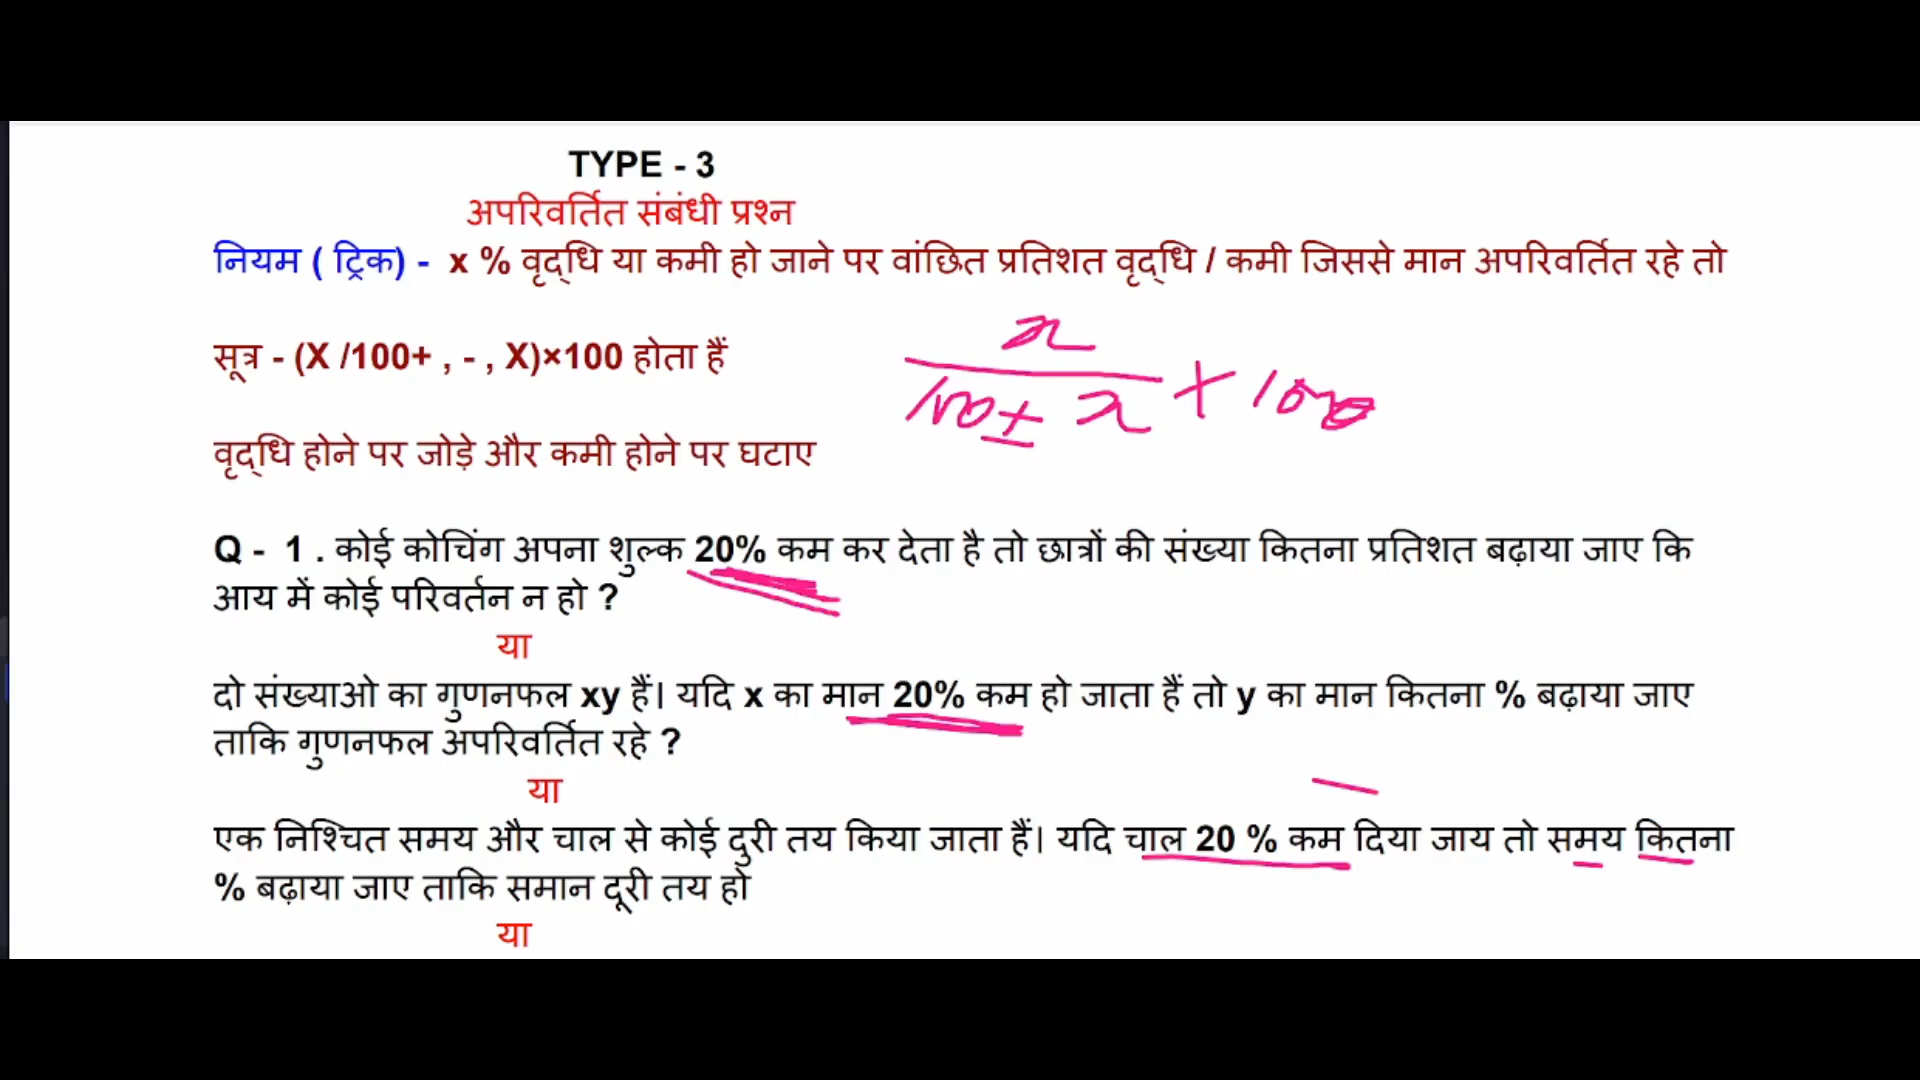 TYPE - 3
अपरिवर्तित संबंधी प्रश्न
नियम ( ट्रिक) - x % वृद्धि या कमी हो जाने पर वांछित प्रतिशत वृद्धि / कमी जिससे मान अपरिवर्तित रहे तो
सूत्र - (X /100+ , - , X)×100 होता हैं
x
100 ± x × 100
वृद्धि होने पर जोड़े और कमी होने पर घटाए
Q - 1 . कोई कोचिंग अपना शुल्क 20% कम कर देता है तो छात्रों की संख्या कितना प्रतिशत बढ़ाया जाए कि
आय में कोई परिवर्तन न हो ?
या
दो संख्याओ का गुणनफल xy हैं। यदि x का मान 20% कम हो जाता हैं तो y का मान कितना % बढ़ाया जाए
ताकि गुणनफल अपरिवर्तित रहे ?
या
एक निश्चित समय और चाल से कोई दुरी तय किया जाता हैं। यदि चाल 20 % कम दिया जाय तो समय कितना
% बढ़ाया जाए ताकि समान दूरी तय हो
या